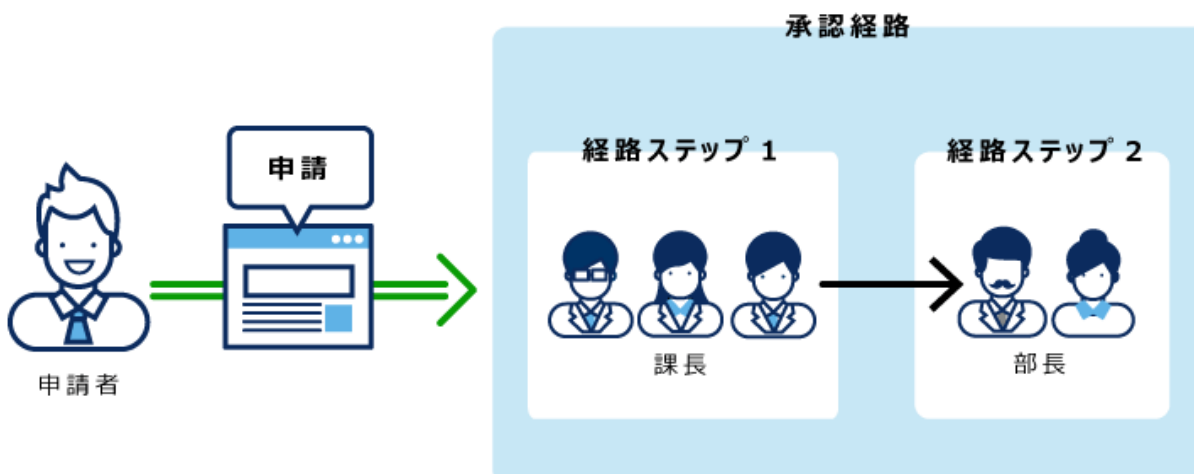 承認経路
申請
経路ステップ 1
経路ステップ 2
申請者
課長
部長